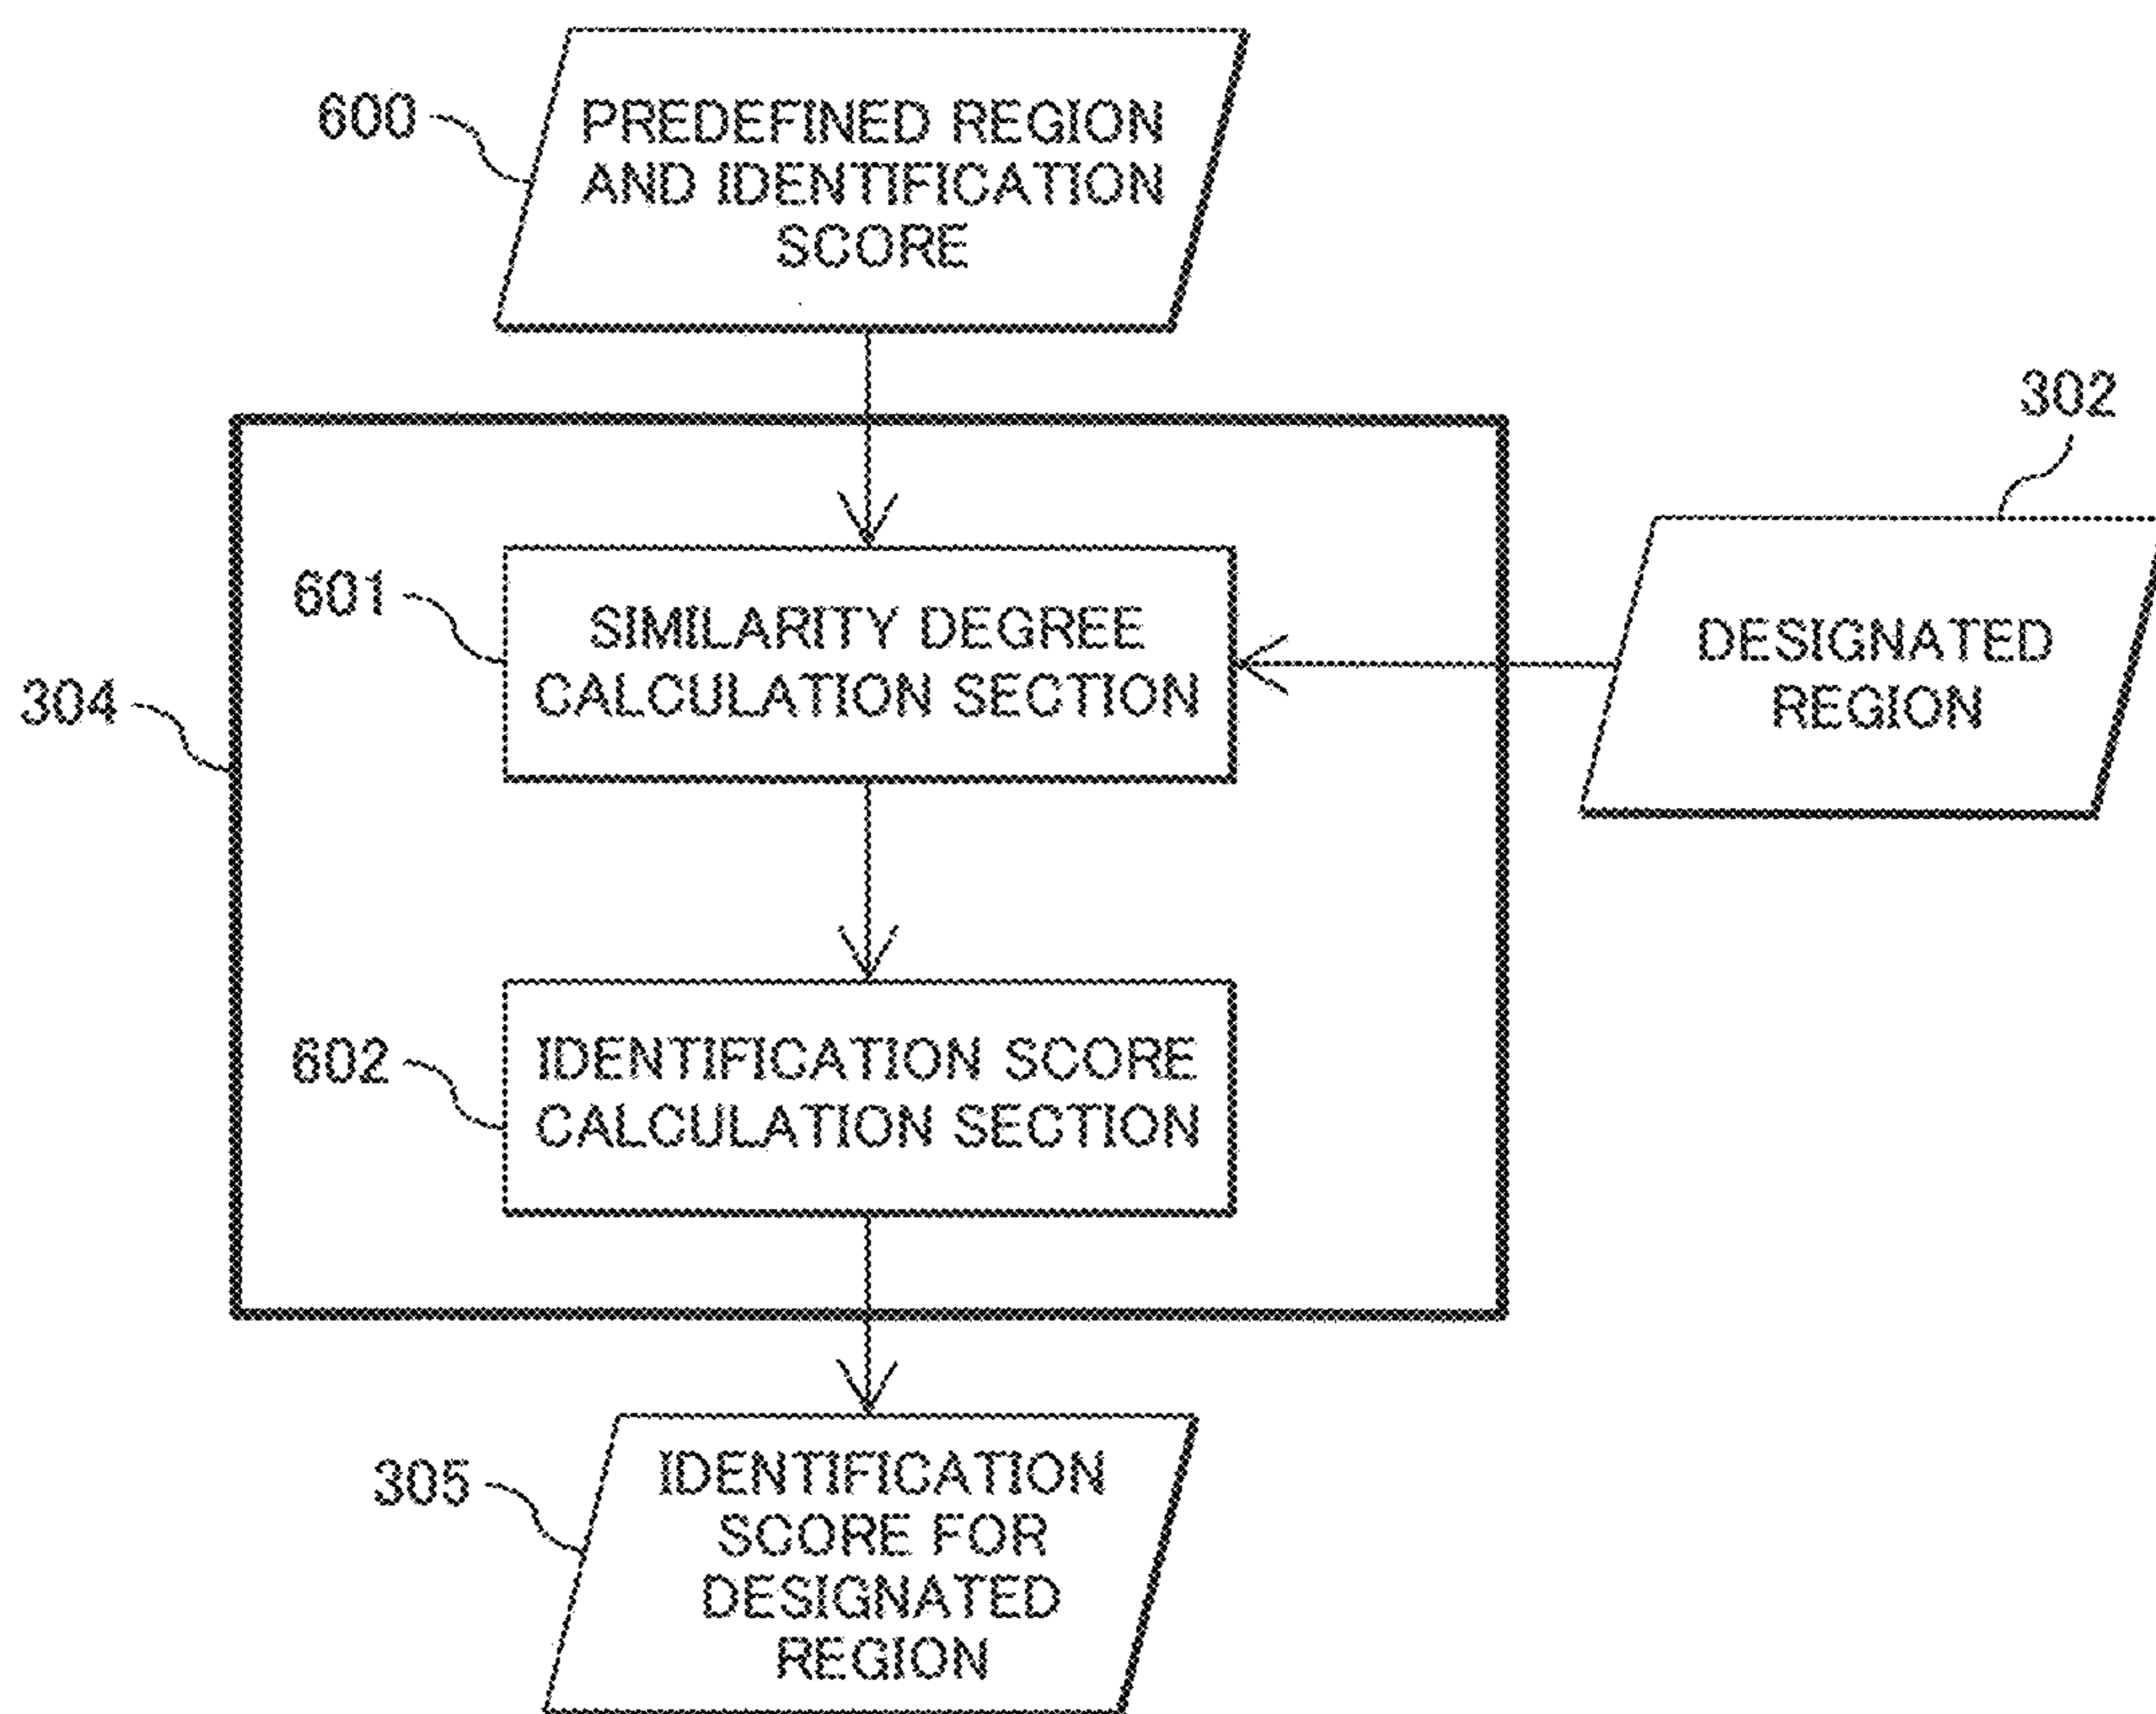 600
PREDEFINED REGION
AND IDENTIFICATION
SCORE
302
601
SIMILARITY DEGREE
CALCULATION SECTION
DESIGNATED
REGION
304
602
IDENTIFICATION SCORE
CALCULATION SECTION
305
IDENTIFICATION
SCORE FOR
DESIGNATED
REGION